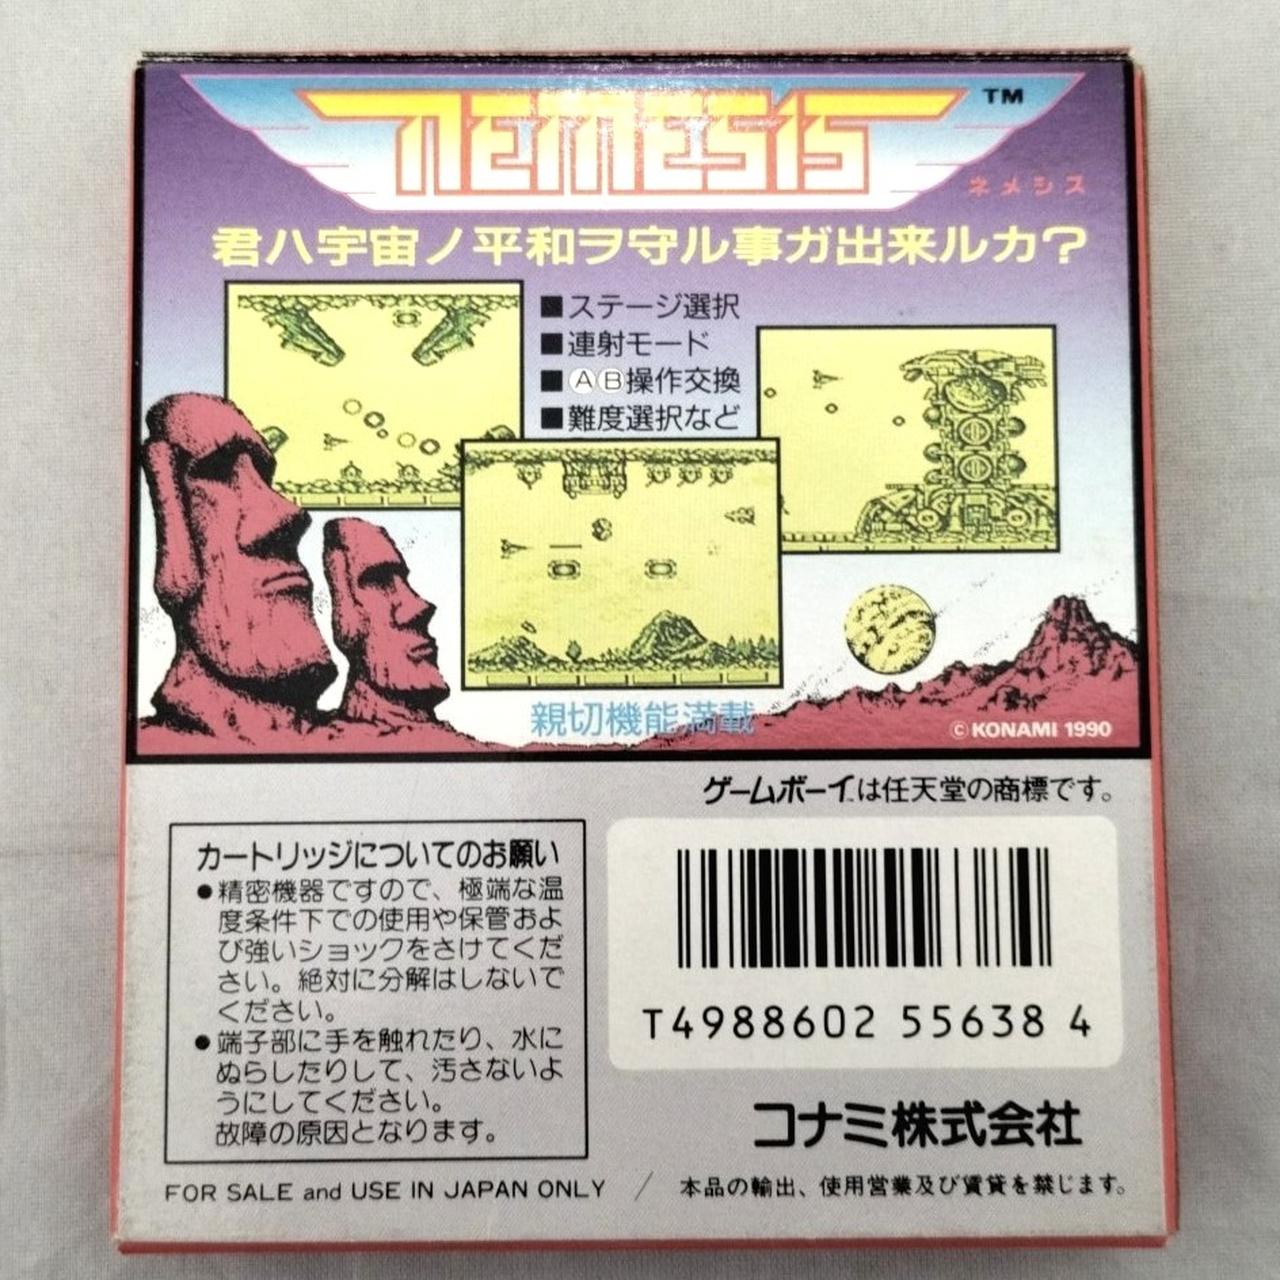 NEMESIS TM
ネメシス
君ハ宇宙ノ平和ヲ守ル事ガ出来ルカ?
■ステージ選択
■連射モード
■ⒶⒷ操作交換
■難度選択など
親切機能満載
©KONAMI 1990
ゲームボーイは任天堂の商標です。
カートリッジについてのお願い
●精密機器ですので、極端な温
度条件下での使用や保管およ
び強いショックをさけてくだ
さい。絶対に分解はしないで
ください。
●端子部に手を触れたり、水に
ぬらしたりして、汚さないよ
うにしてください。
故障の原因となります。
T4988602 55638 4
コナミ株式会社
FOR SALE and USE IN JAPAN ONLY / 本品の輸出、使用営業及び賃貸を禁じます。